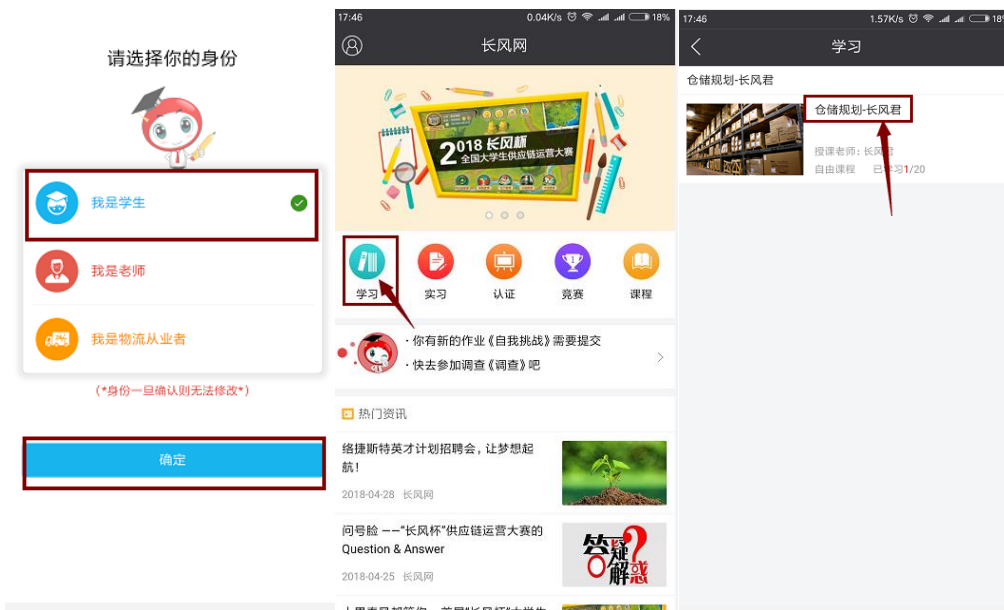 请选择你的身份
我是学生
我是老师
我是物流从业者
(*身份一旦确认则无法修改*)
确定
17:46
0.04K/s
18%
长风网
2018 长风杯
全国大学生供应链运营大赛
学习
实习
认证
竞赛
课程
·你有新的作业《自我挑战》需要提交
·快去参加调查《调查》吧
热门资讯
络捷斯特英才计划招聘会，让梦想起
航！
2018-04-28 长风网
问号脸 ——“长风杯”供应链运营大赛的
Question & Answer
2018-04-25 长风网
答疑
解惑
17:46
1.57K/s
学习
仓储规划-长风君
仓储规划-长风君
授课老师: 长风君
自由课程 已学习1/20